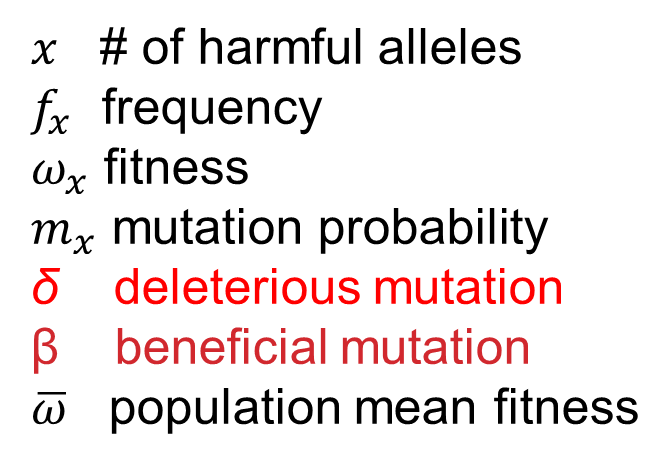 x # of harmful alleles
fₓ frequency
ωₓ fitness
mₓ mutation probability
δ deleterious mutation
β beneficial mutation
ω̅ population mean fitness